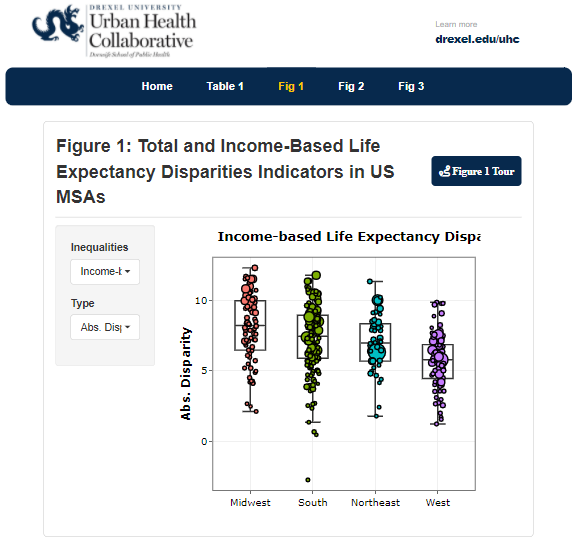 DREXEL UNIVERSITY
Urban Health
Collaborative
Dornsife School of Public Health
Learn more
drexel.edu/uhc
Home Table 1 Fig 1 Fig 2 Fig 3
Figure 1: Total and Income-Based Life
Expectancy Disparities Indicators in US
MSAs
Figure 1 Tour
Inequalities
Income-b
Type
Abs. Disp
Income-based Life Expectancy Dispa
Abs. Disparity
10
5
0
Midwest South Northeast West